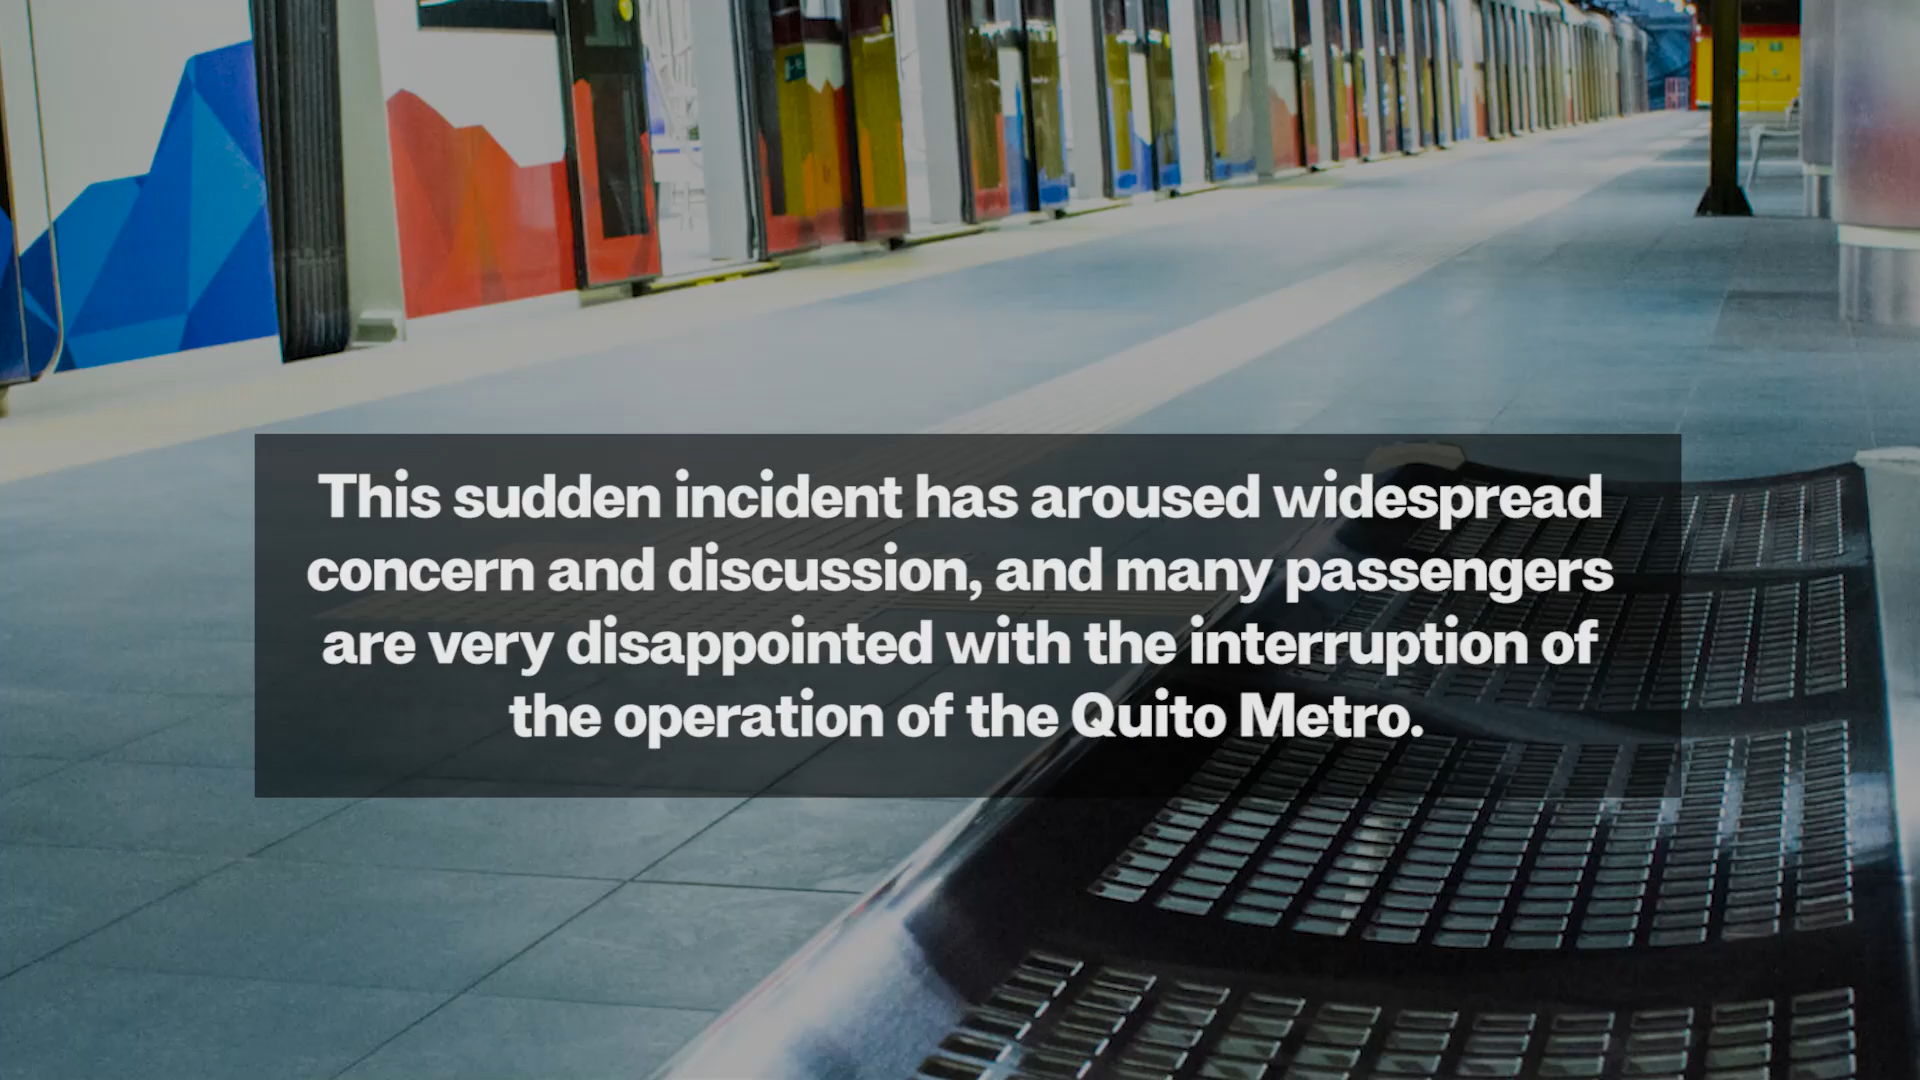 This sudden incident has aroused widespread
concern and discussion, and many passengers
are very disappointed with the interruption of
the operation of the Quito Metro.